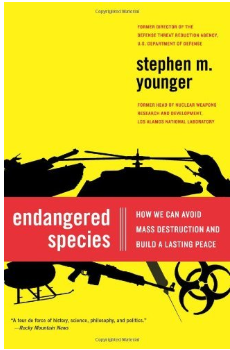 FORMER DIRECTOR OF THE
DEFENSE THREAT REDUCTION AGENCY,
U.S. DEPARTMENT OF DEFENSE
stephen m.
younger
FORMER HEAD OF NUCLEAR WEAPONS
RESEARCH AND DEVELOPMENT,
LOS ALAMOS NATIONAL LABORATORY
endangered
species
HOW WE CAN AVOID
MASS DESTRUCTION AND
BUILD A LASTING PEACE
"A tour de force of history, science, philosophy, and politics."
—Rocky Mountain News